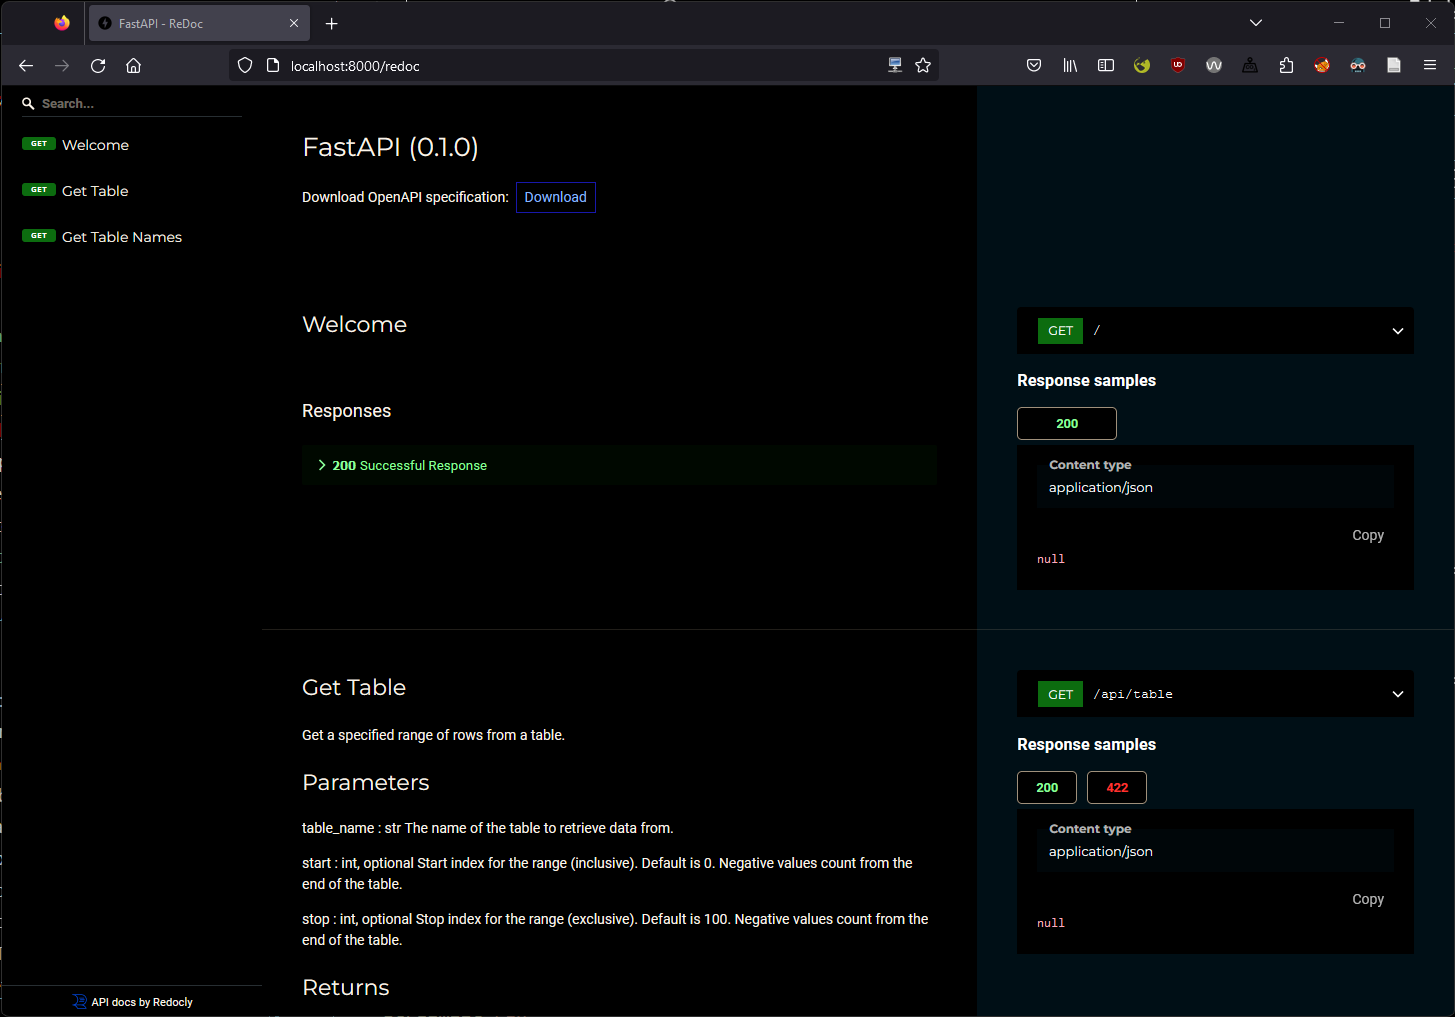 FastAPI - ReDoc
localhost:8000/redoc
Search...
GET Welcome
GET Get Table
GET Get Table Names
API docs by Redocly
FastAPI (0.1.0)
Download OpenAPI specification: Download
Welcome
Responses
200 Successful Response
GET /
Response samples
200
Content type
application/json
Copy
null
Get Table
Get a specified range of rows from a table.
Parameters
table_name : str The name of the table to retrieve data from.
start : int, optional Start index for the range (inclusive). Default is 0. Negative values count from the
end of the table.
stop : int, optional Stop index for the range (exclusive). Default is 100. Negative values count from the
end of the table.
Returns
GET /api/table
Response samples
200 422
Content type
application/json
Copy
null